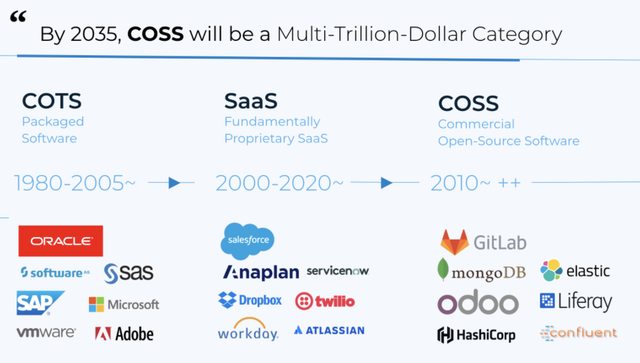 “
By 2035, COSS will be a Multi-Trillion-Dollar Category
COTS
Packaged
Software
SaaS
Fundamentally
Proprietary SaaS
COSS
Commercial
Open-Source Software
1980-2005~
2000-2020~
2010~ ++
ORACLE
software AG
sas
SAP
Microsoft
vmware
Adobe
salesforce
Anaplan
servicenow
Dropbox
twilio
workday
ATLASSIAN
GitLab
mongoDB
elastic
odoo
Liferay
HashiCorp
confluent